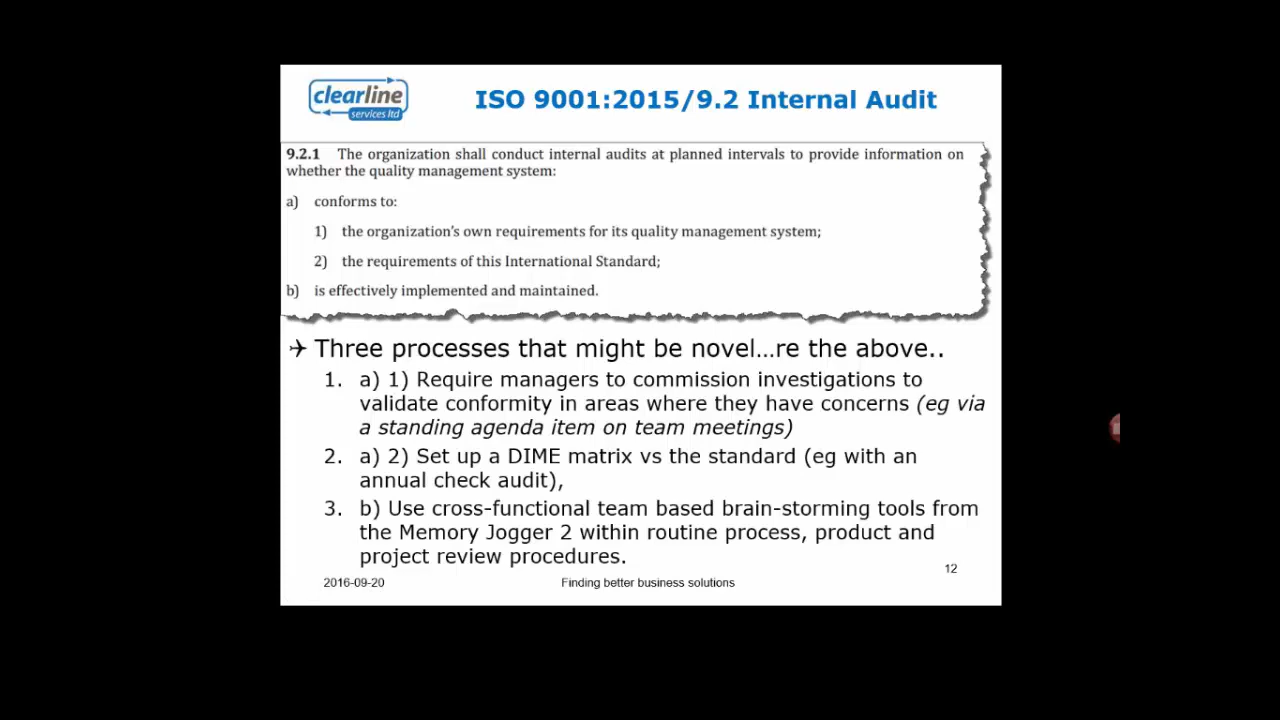 clearline
services ltd
ISO 9001:2015/9.2 Internal Audit
9.2.1 The organization shall conduct internal audits at planned intervals to provide information on
whether the quality management system:
a) conforms to:
1) the organization's own requirements for its quality management system;
2) the requirements of this International Standard;
b) is effectively implemented and maintained.
✈ Three processes that might be novel…re the above..
1. a) 1) Require managers to commission investigations to
validate conformity in areas where they have concerns (eg via
a standing agenda item on team meetings)
2. a) 2) Set up a DIME matrix vs the standard (eg with an
annual check audit),
3. b) Use cross-functional team based brain-storming tools from
the Memory Jogger 2 within routine process, product and
project review procedures.
12
2016-09-20 Finding better business solutions